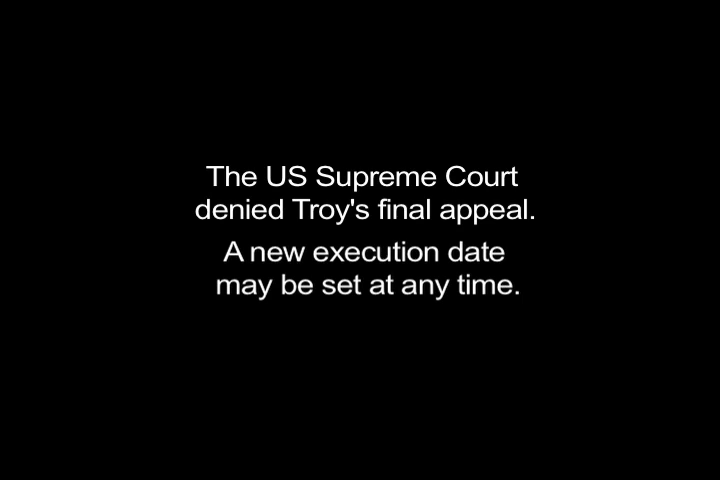 The US Supreme Court
denied Troy's final appeal.
A new execution date
may be set at any time.